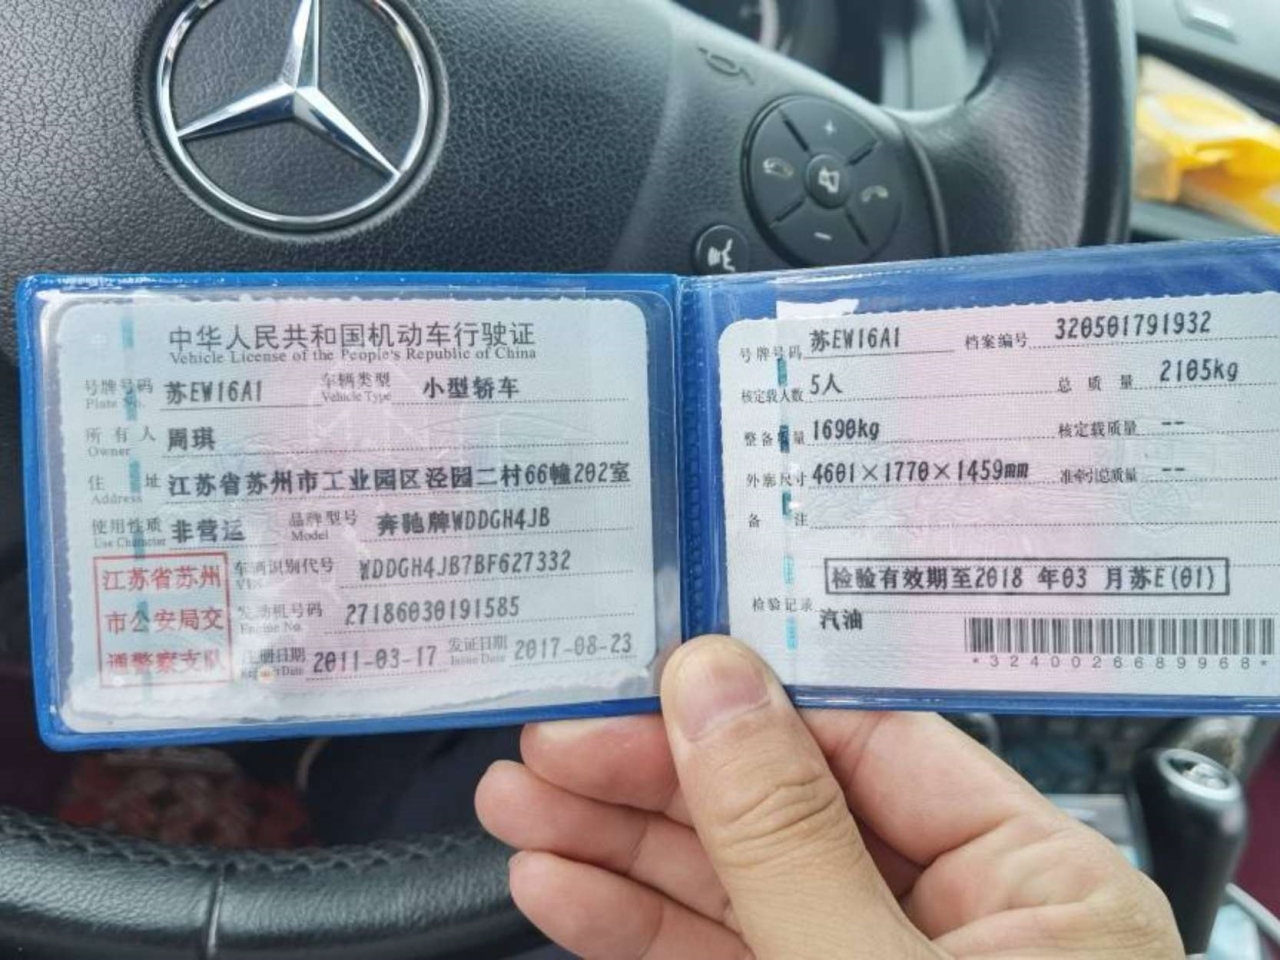 中华人民共和国机动车行驶证
Vehicle License of the People's Republic of China
号牌号码 苏EW16A1 车辆类型 小型轿车
Plate No. Vehicle Type
所有人 周琪
Owner
住址 江苏省苏州市工业园区泾园二村66幢202室
Address
使用性质 非营运 品牌型号 奔驰牌WDDGH4JB
Use Character Model
江苏省苏州
市公安局交
通警察支队
车辆识别代号 WDDGH4JB7BF627332
VIN
发动机号码 27186030191585
Engine No.
注册日期 2011-03-17 发证日期 2017-08-23
Register Date Issue Date
号牌号码 苏EW16A1 档案编号 320501791932
核定载人数 5人 总质量 2105kg
整备质量 1690kg 核定载质量 --
外廓尺寸 4601×1770×1459mm 准牵引总质量 --
备注
检验有效期至2018 年03 月苏E(01)
检验记录
汽油
*3240026689968*